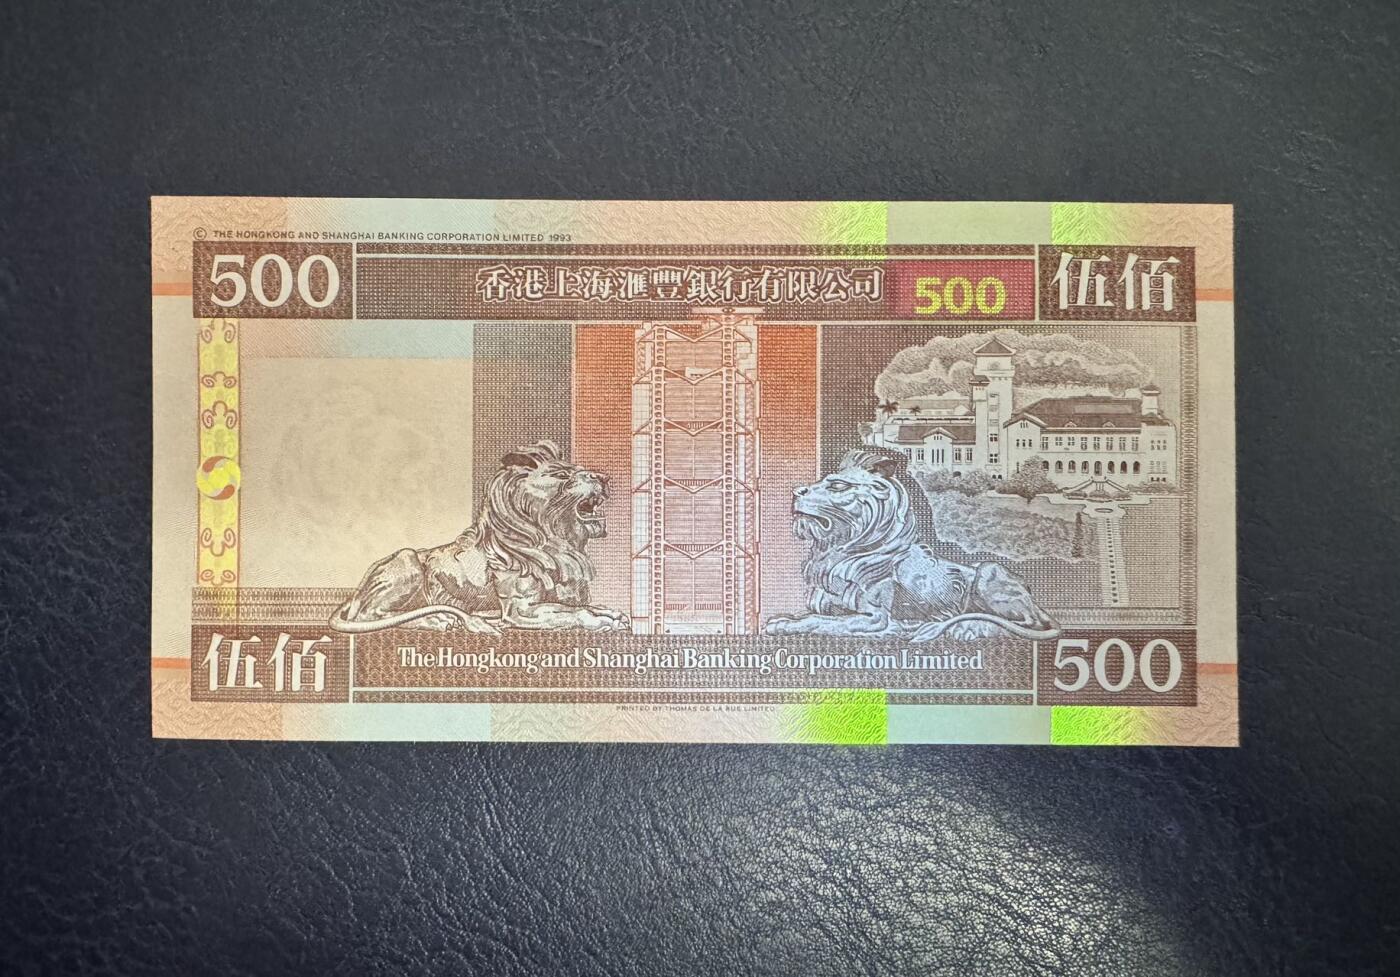 © THE HONGKONG AND SHANGHAI BANKING CORPORATION LIMITED 1993
500 香港上海滙豐銀行有限公司 500 伍佰
伍佰 The Hongkong and Shanghai Banking Corporation Limited 500
PRINTED BY THOMAS DE LA RUE LIMITED